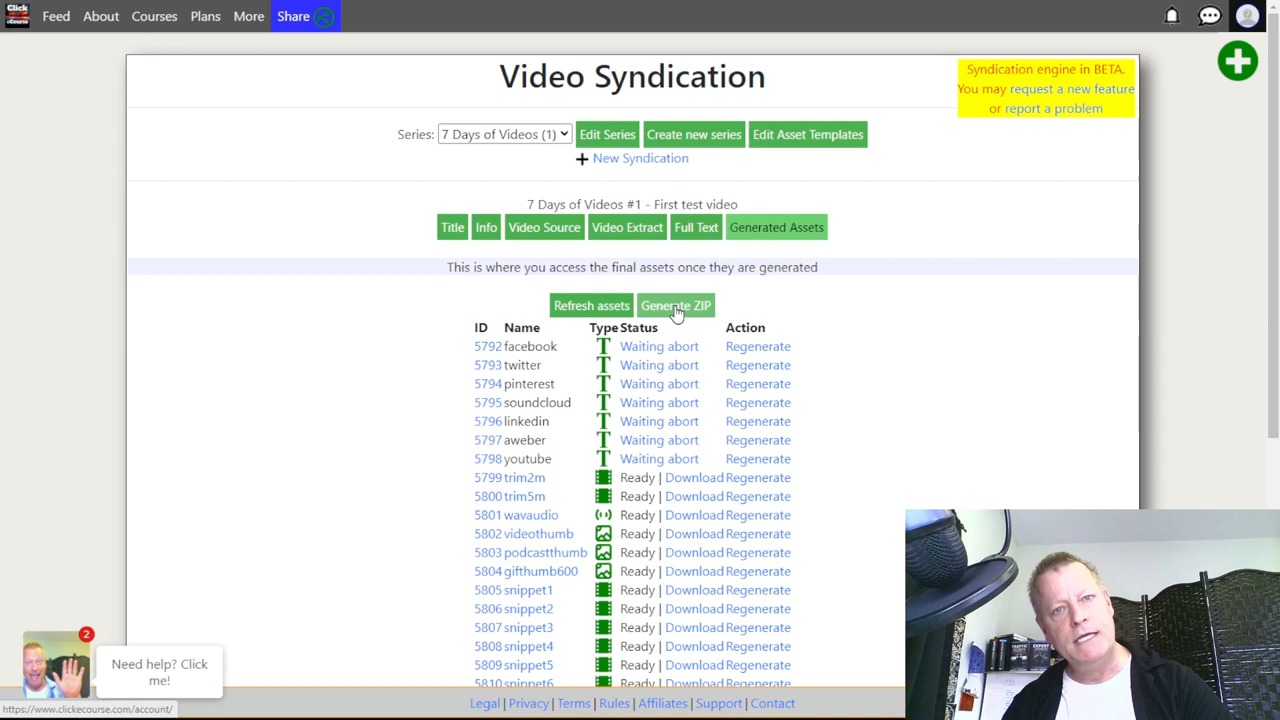 Click
eCourse
Feed About Courses Plans More Share
Video Syndication
Syndication engine in BETA.
You may request a new feature
or report a problem
Series: 7 Days of Videos (1) Edit Series Create new series Edit Asset Templates
New Syndication
7 Days of Videos #1 - First test video
Title Info Video Source Video Extract Full Text Generated Assets
This is where you access the final assets once they are generated
Refresh assets Generate ZIP
ID Name Type Status Action
5792 facebook T Waiting abort Regenerate
5793 twitter T Waiting abort Regenerate
5794 pinterest T Waiting abort Regenerate
5795 soundcloud T Waiting abort Regenerate
5796 linkedin T Waiting abort Regenerate
5797 aweber T Waiting abort Regenerate
5798 youtube T Waiting abort Regenerate
5799 trim2m Ready | Download Regenerate
5800 trim5m Ready | Download Regenerate
5801 wavaudio Ready | Download Regenerate
5802 videothumb Ready | Download Regenerate
5803 podcastthumb Ready | Download Regenerate
5804 gifthumb600 Ready | Download Regenerate
5805 snippet1 Ready | Download Regenerate
5806 snippet2 Ready | Download Regenerate
5807 snippet3 Ready | Download Regenerate
5808 snippet4 Ready | Download Regenerate
5809 snippet5 Ready | Download Regenerate
5810 snippet6 Ready | Download Regenerate
2
Need help? Click
me!
TRAFFIC EXPERT
Legal | Privacy | Terms | Rules | Affiliates | Support | Contact
https://www.clickecourse.com/account/